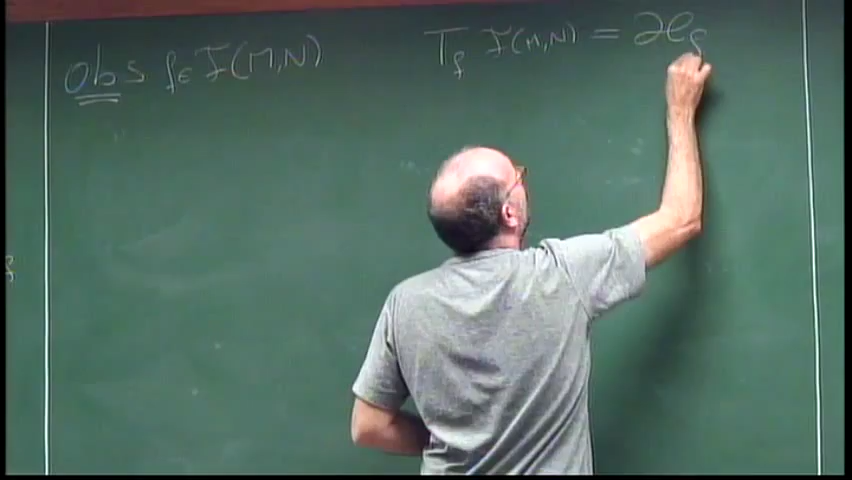 Obs f ∈ F(M,N) T_f F(M,N) = ∂e_f